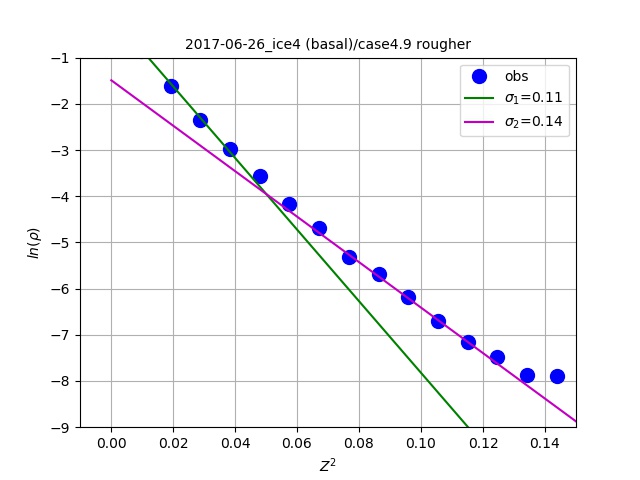 2017-06-26_ice4 (basal)/case4.9 rougher
obs
σ₁=0.11
σ₂=0.14
−1
−2
−3
−4
−5
−6
−7
−8
−9
ln(ρ)
0.00 0.02 0.04 0.06 0.08 0.10 0.12 0.14
Z²